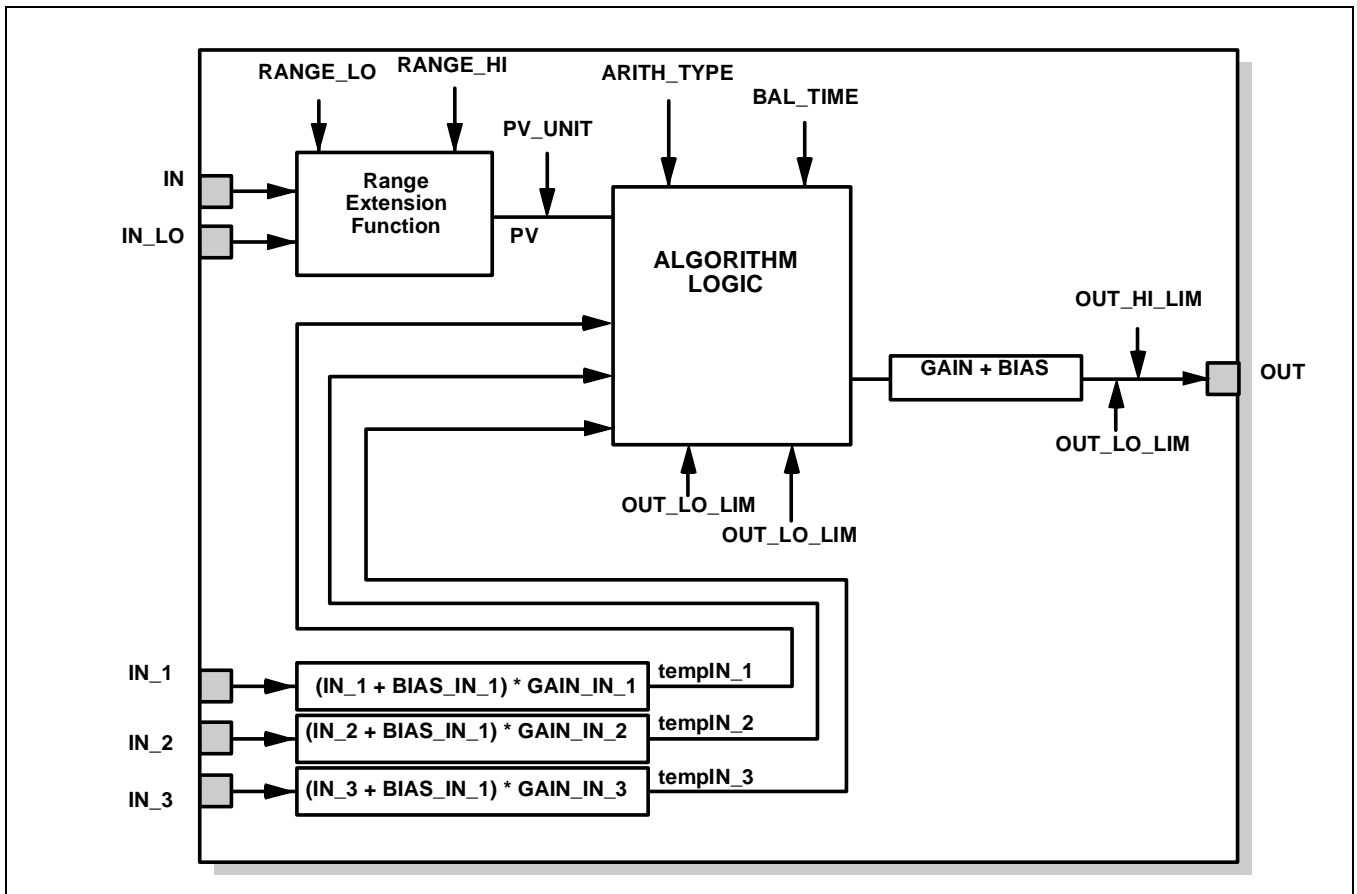 RANGE_LO
RANGE_HI
ARITH_TYPE
BAL_TIME
PV_UNIT
IN
IN_LO
Range
Extension
Function
PV
ALGORITHM
LOGIC
OUT_HI_LIM
GAIN + BIAS
OUT
OUT_LO_LIM
OUT_LO_LIM
OUT_LO_LIM
IN_1
(IN_1 + BIAS_IN_1) * GAIN_IN_1
tempIN_1
IN_2
(IN_2 + BIAS_IN_1) * GAIN_IN_2
tempIN_2
IN_3
(IN_3 + BIAS_IN_1) * GAIN_IN_3
tempIN_3